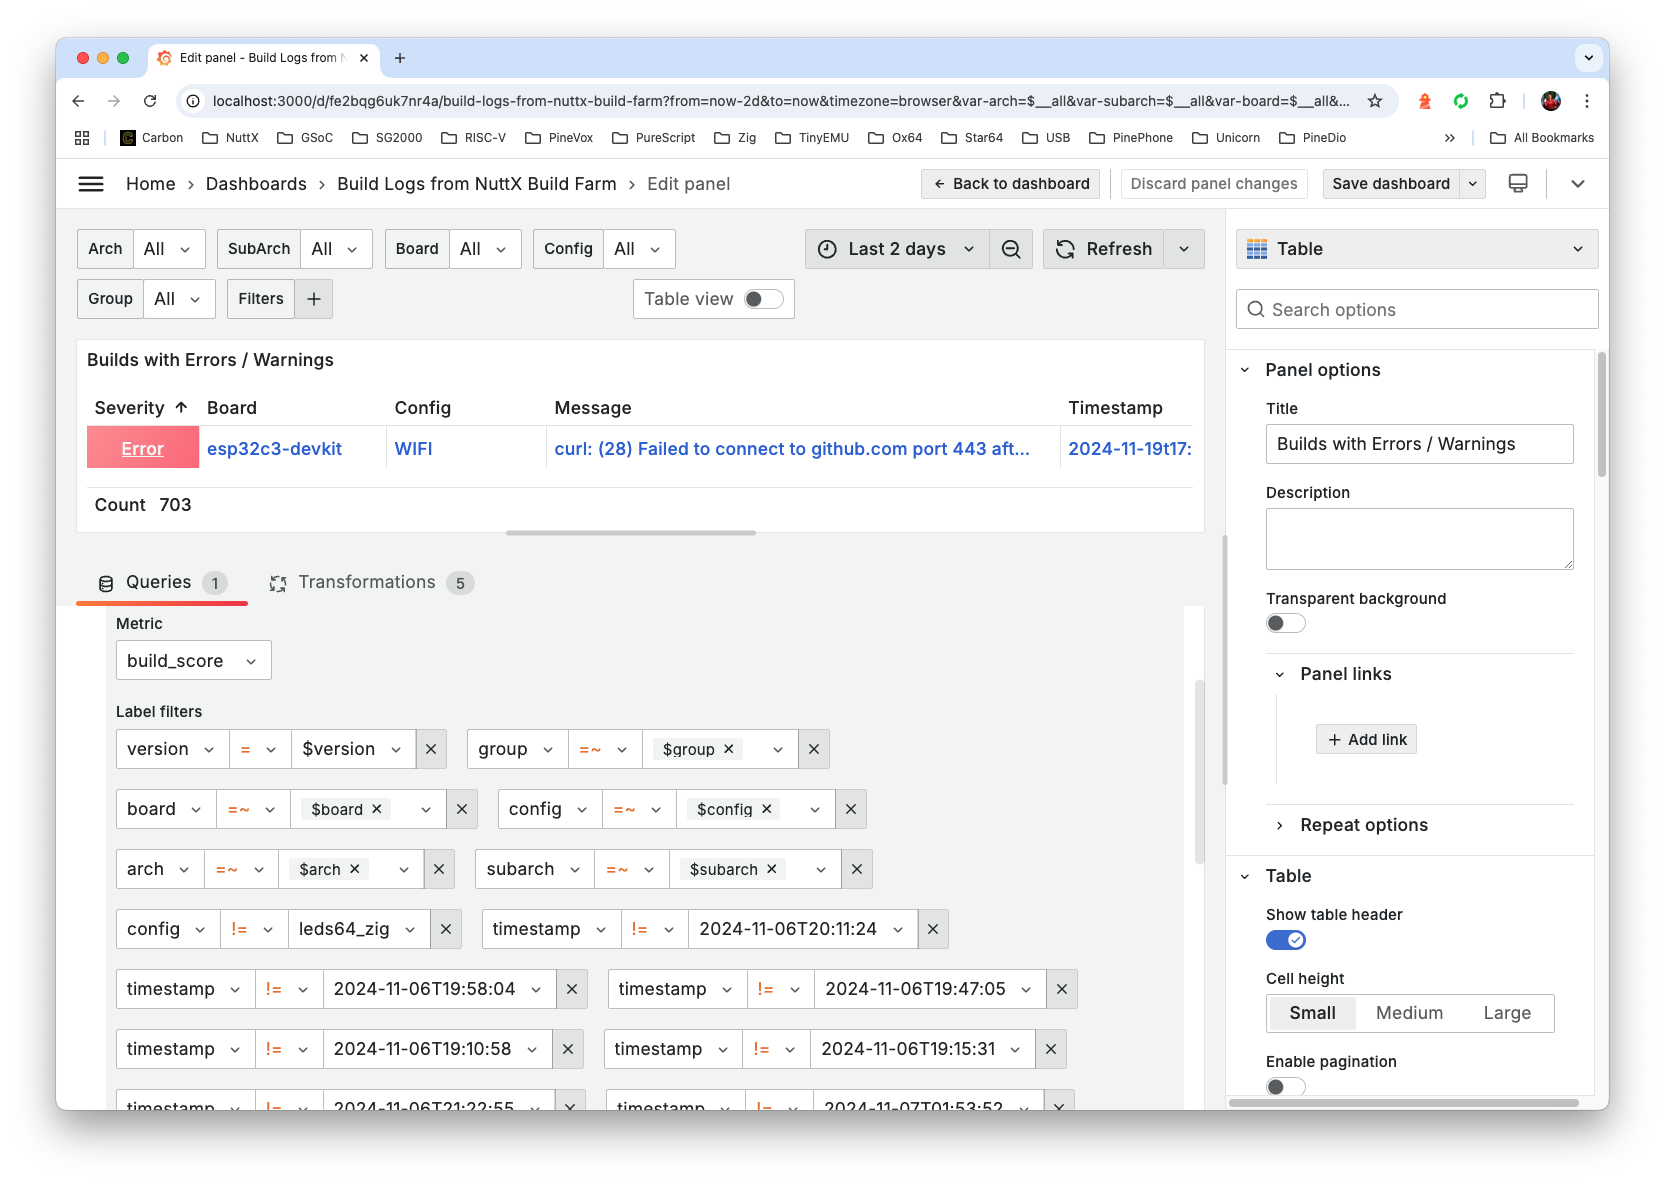 Edit panel - Build Logs from N
localhost:3000/d/fe2bqg6uk7nr4a/build-logs-from-nuttx-build-farm?from=now-2d&to=now&timezone=browser&var-arch=$__all&var-subarch=$__all&var-board=$__all&...
Carbon NuttX GSoC SG2000 RISC-V PineVox PureScript Zig TinyEMU Ox64 Star64 USB PinePhone Unicorn PineDio » All Bookmarks
Home › Dashboards › Build Logs from NuttX Build Farm › Edit panel
← Back to dashboard Discard panel changes Save dashboard
Arch All SubArch All Board All Config All Last 2 days Refresh
Group All Filters + Table view
Table
Search options
Builds with Errors / Warnings
Severity ↑ Board Config Message Timestamp
Error esp32c3-devkit WIFI curl: (28) Failed to connect to github.com port 443 aft... 2024-11-19t17:
Count 703
Queries 1 Transformations 5
Metric
build_score
Label filters
version = $version group =~ $group
board =~ $board config =~ $config
arch =~ $arch subarch =~ $subarch
config != leds64_zig timestamp != 2024-11-06T20:11:24
timestamp != 2024-11-06T19:58:04 timestamp != 2024-11-06T19:47:05
timestamp != 2024-11-06T19:10:58 timestamp != 2024-11-06T19:15:31
timestamp != 2024-11-06T21:22:55 timestamp != 2024-11-07T01:53:52
Panel options
Title
Builds with Errors / Warnings
Description
Transparent background
Panel links
+ Add link
Repeat options
Table
Show table header
Cell height
Small Medium Large
Enable pagination